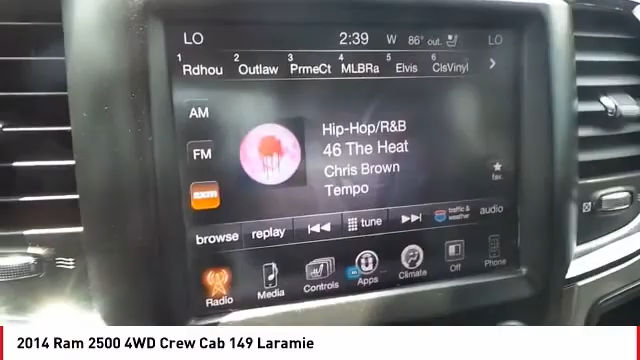 LO 2:39 W 86° out. LO
1 Rdhou 2 Outlaw 3 PrmeCt 4 MLBRa 5 Elvis 6 ClsVinyl
AM
Hip-Hop/R&B
FM
46 The Heat
Chris Brown
fav.
Tempo
browse replay tune traffic & weather audio
Radio Media Controls Apps Climate Off Phone
2014 Ram 2500 4WD Crew Cab 149 Laramie